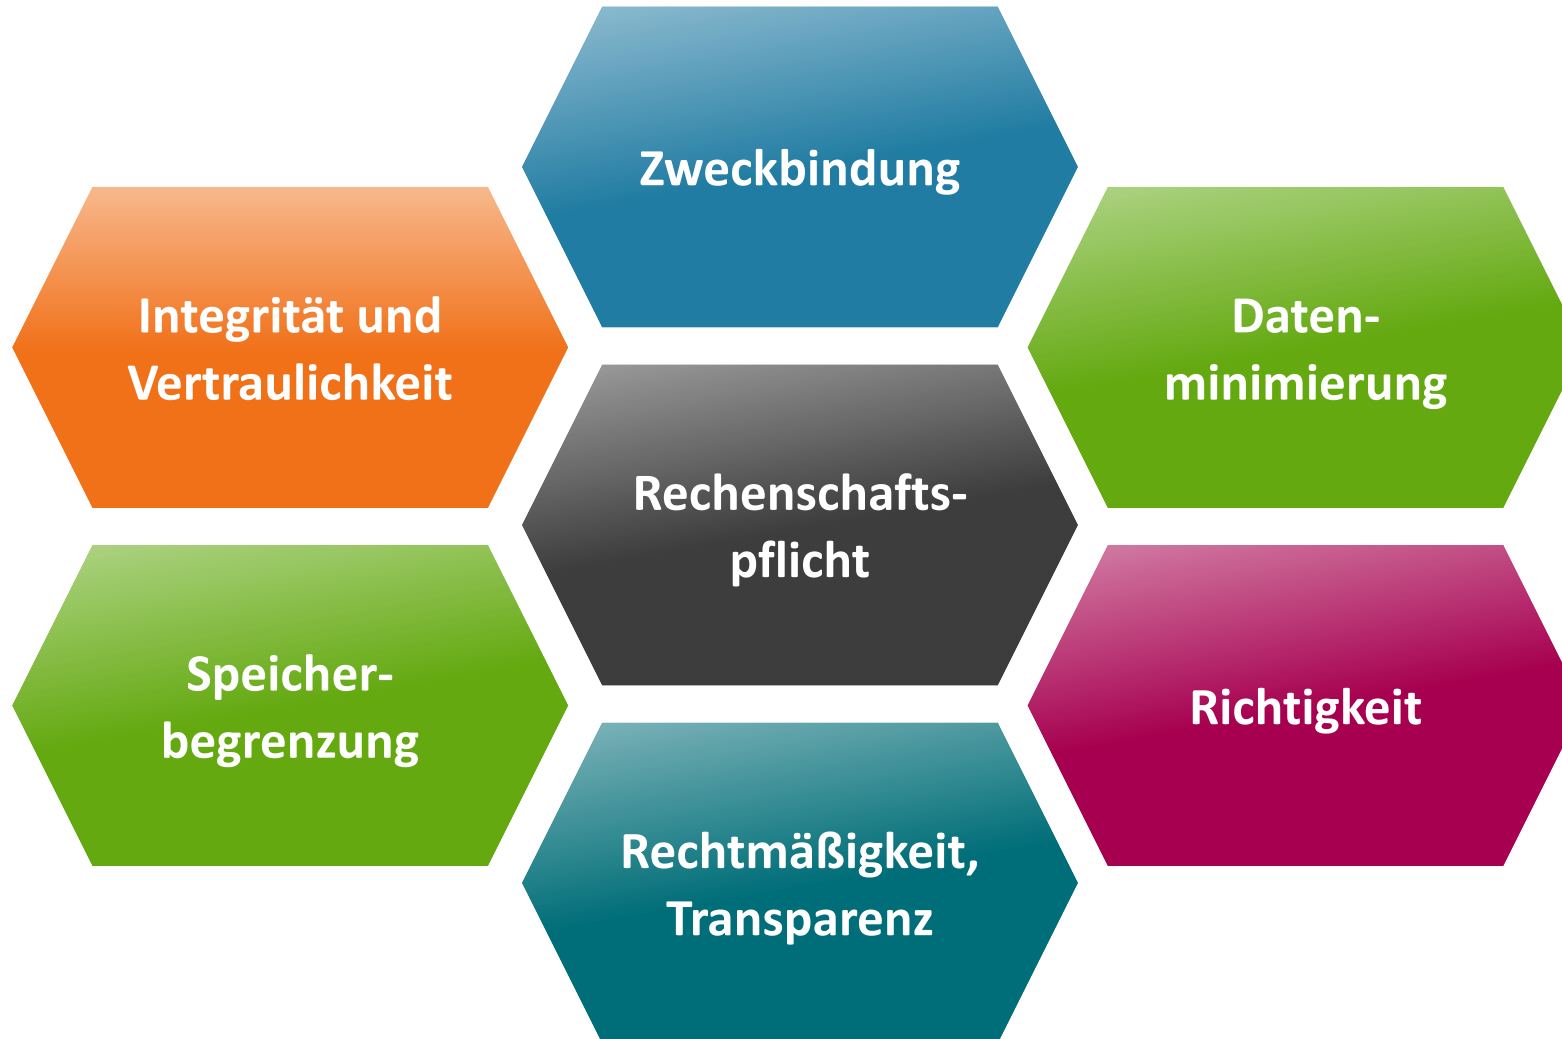 Zweckbindung
Integrität und
Vertraulichkeit
Daten-
minimierung
Rechenschafts-
pflicht
Speicher-
begrenzung
Richtigkeit
Rechtmäßigkeit,
Transparenz